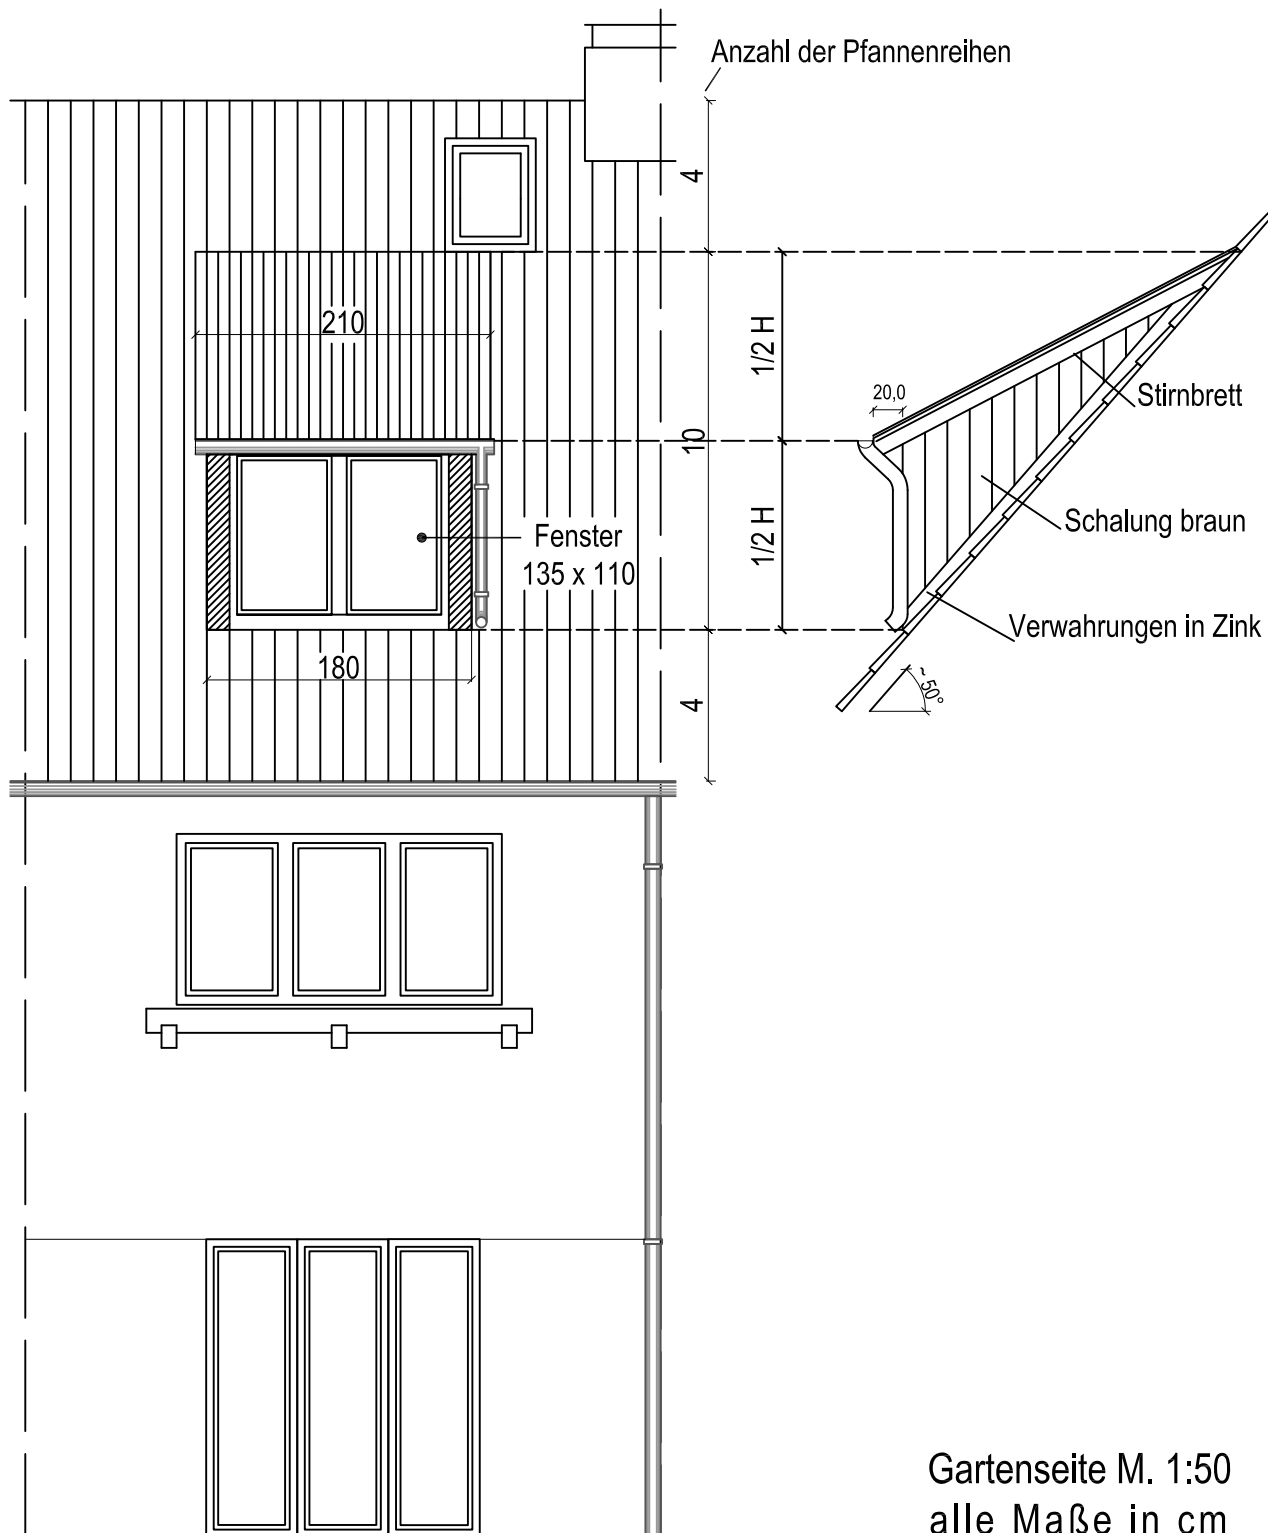 Anzahl der Pfannenreihen
4
210
1/2 H
20,0
Stirnbrett
10
Schalung braun
1/2 H
Fenster
135 x 110
Verwahrungen in Zink
180
~ 50°
4
Gartenseite M. 1:50
alle Maße in cm